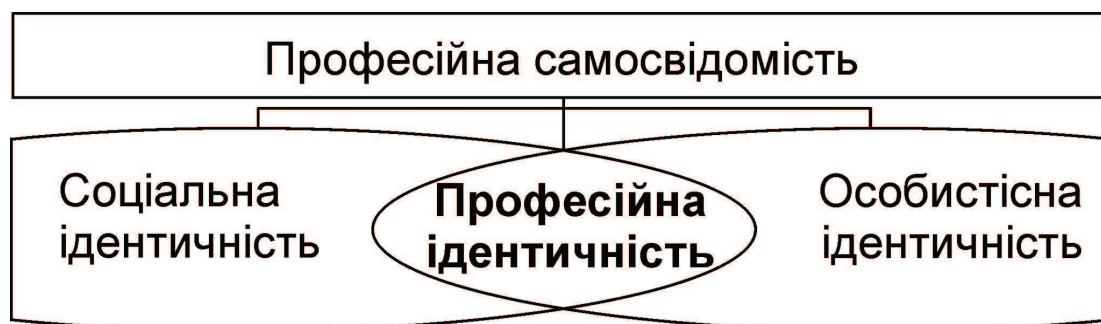 Професійна самосвідомість
Соціальна
ідентичність
Професійна
ідентичність
Особистісна
ідентичність